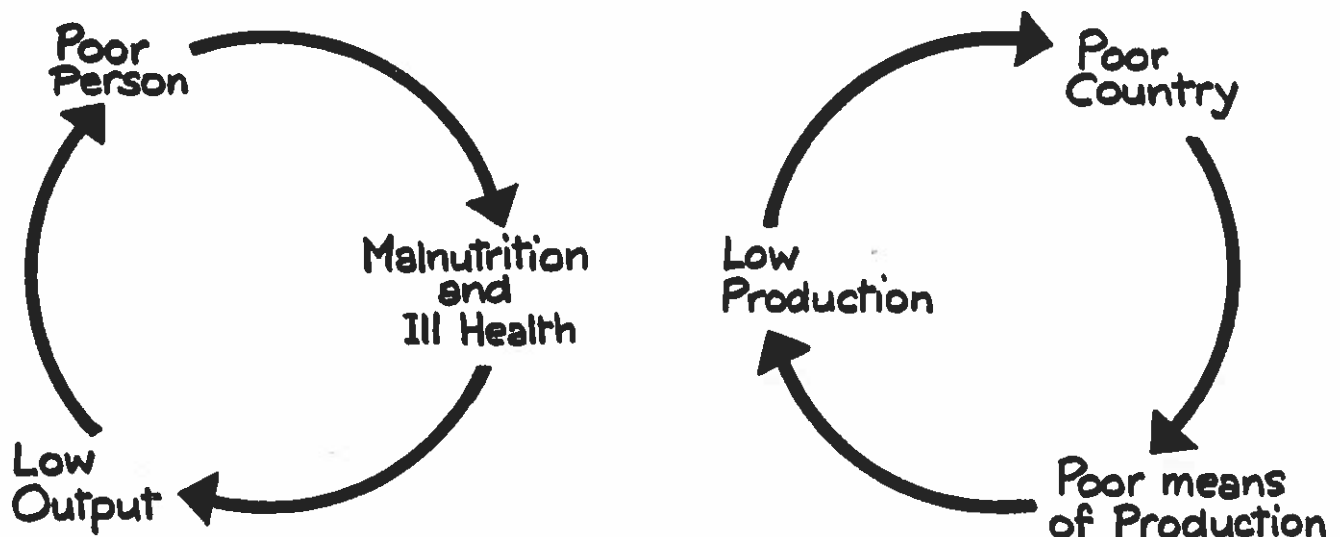 Poor
Person
Malnutrition
and
Ill Health
Low
Output
Poor
Country
Low
Production
Poor means
of Production